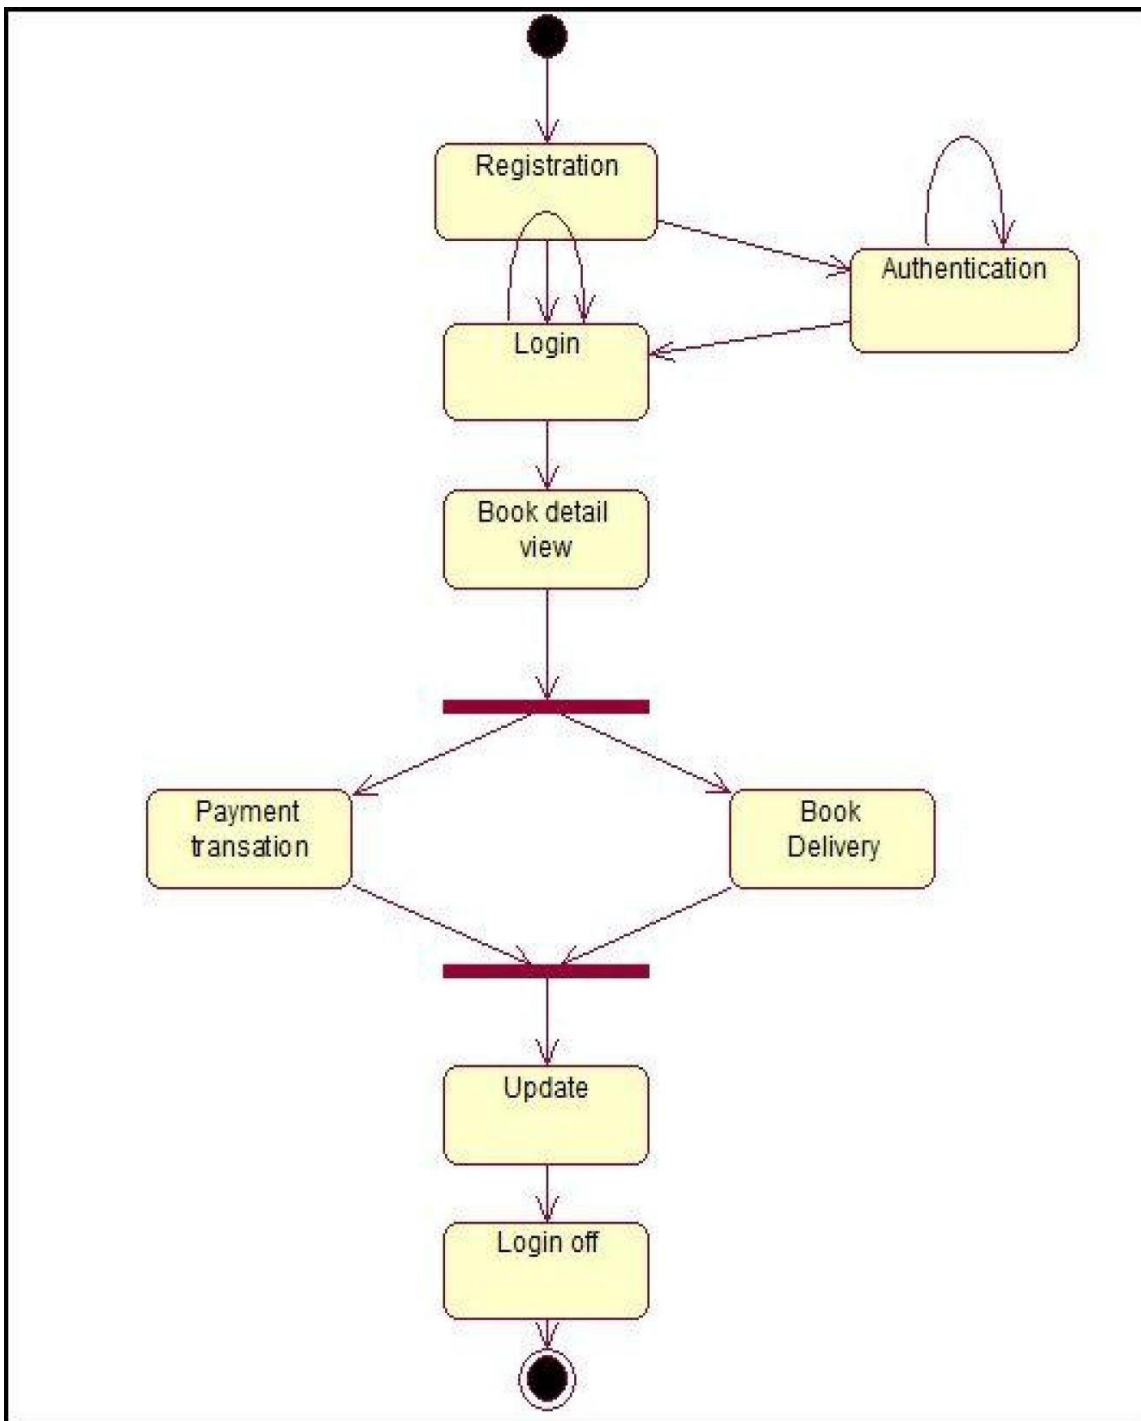 Registration
Authentication
Login
Book detail
view
Payment
transation
Book
Delivery
Update
Login off